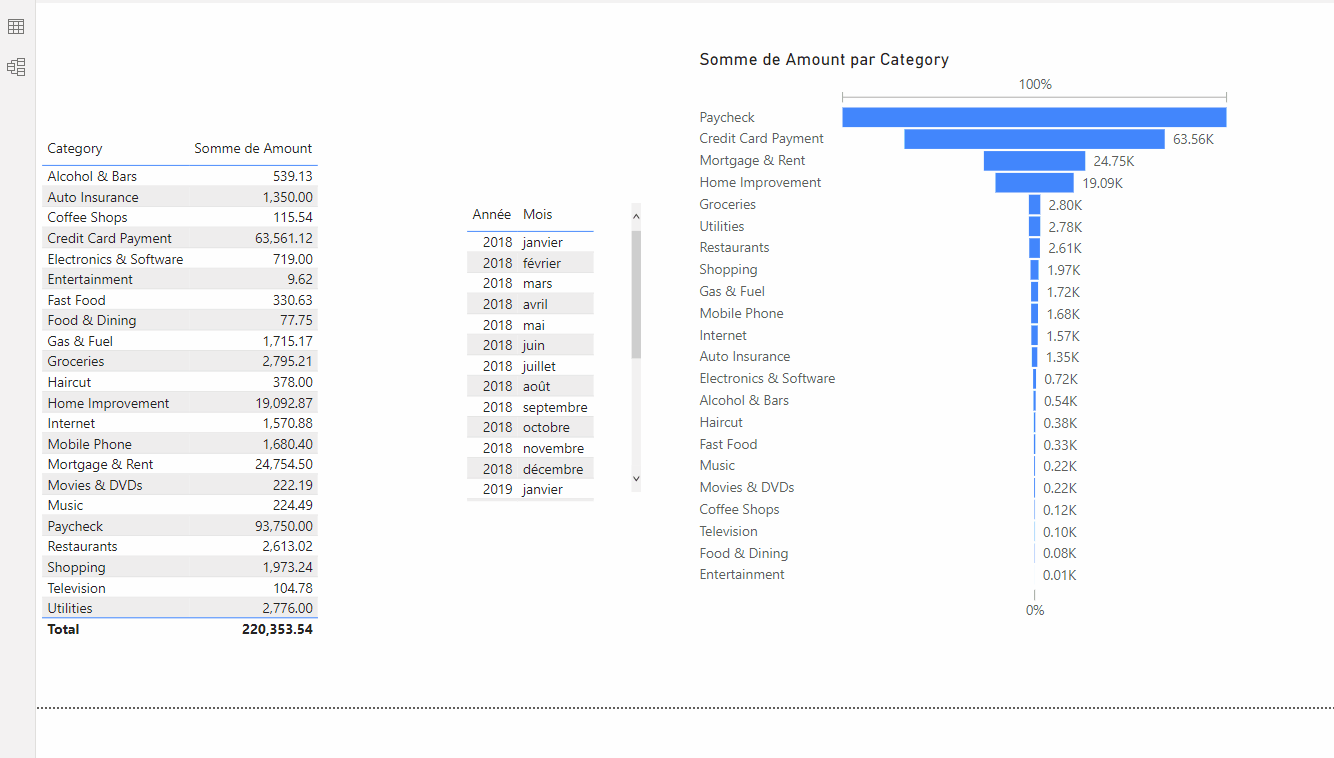 Category Somme de Amount
Alcohol & Bars 539.13
Auto Insurance 1,350.00
Coffee Shops 115.54
Credit Card Payment 63,561.12
Electronics & Software 719.00
Entertainment 9.62
Fast Food 330.63
Food & Dining 77.75
Gas & Fuel 1,715.17
Groceries 2,795.21
Haircut 378.00
Home Improvement 19,092.87
Internet 1,570.88
Mobile Phone 1,680.40
Mortgage & Rent 24,754.50
Movies & DVDs 222.19
Music 224.49
Paycheck 93,750.00
Restaurants 2,613.02
Shopping 1,973.24
Television 104.78
Utilities 2,776.00
Total 220,353.54
Année Mois
2018 janvier
2018 février
2018 mars
2018 avril
2018 mai
2018 juin
2018 juillet
2018 août
2018 septembre
2018 octobre
2018 novembre
2018 décembre
2019 janvier
Somme de Amount par Category
100%
Paycheck
Credit Card Payment 63.56K
Mortgage & Rent 24.75K
Home Improvement 19.09K
Groceries 2.80K
Utilities 2.78K
Restaurants 2.61K
Shopping 1.97K
Gas & Fuel 1.72K
Mobile Phone 1.68K
Internet 1.57K
Auto Insurance 1.35K
Electronics & Software 0.72K
Alcohol & Bars 0.54K
Haircut 0.38K
Fast Food 0.33K
Music 0.22K
Movies & DVDs 0.22K
Coffee Shops 0.12K
Television 0.10K
Food & Dining 0.08K
Entertainment 0.01K
0%